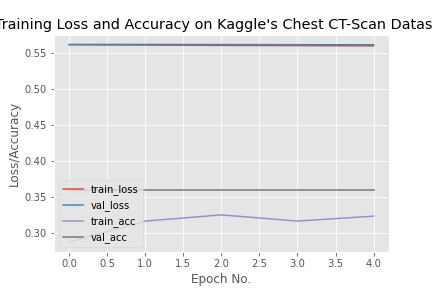 Training Loss and Accuracy on Kaggle's Chest CT-Scan Datas
0.55
0.50
0.45
0.40
0.35
0.30
Loss/Accuracy
train_loss
val_loss
train_acc
val_acc
0.0 0.5 1.0 1.5 2.0 2.5 3.0 3.5 4.0
Epoch No.